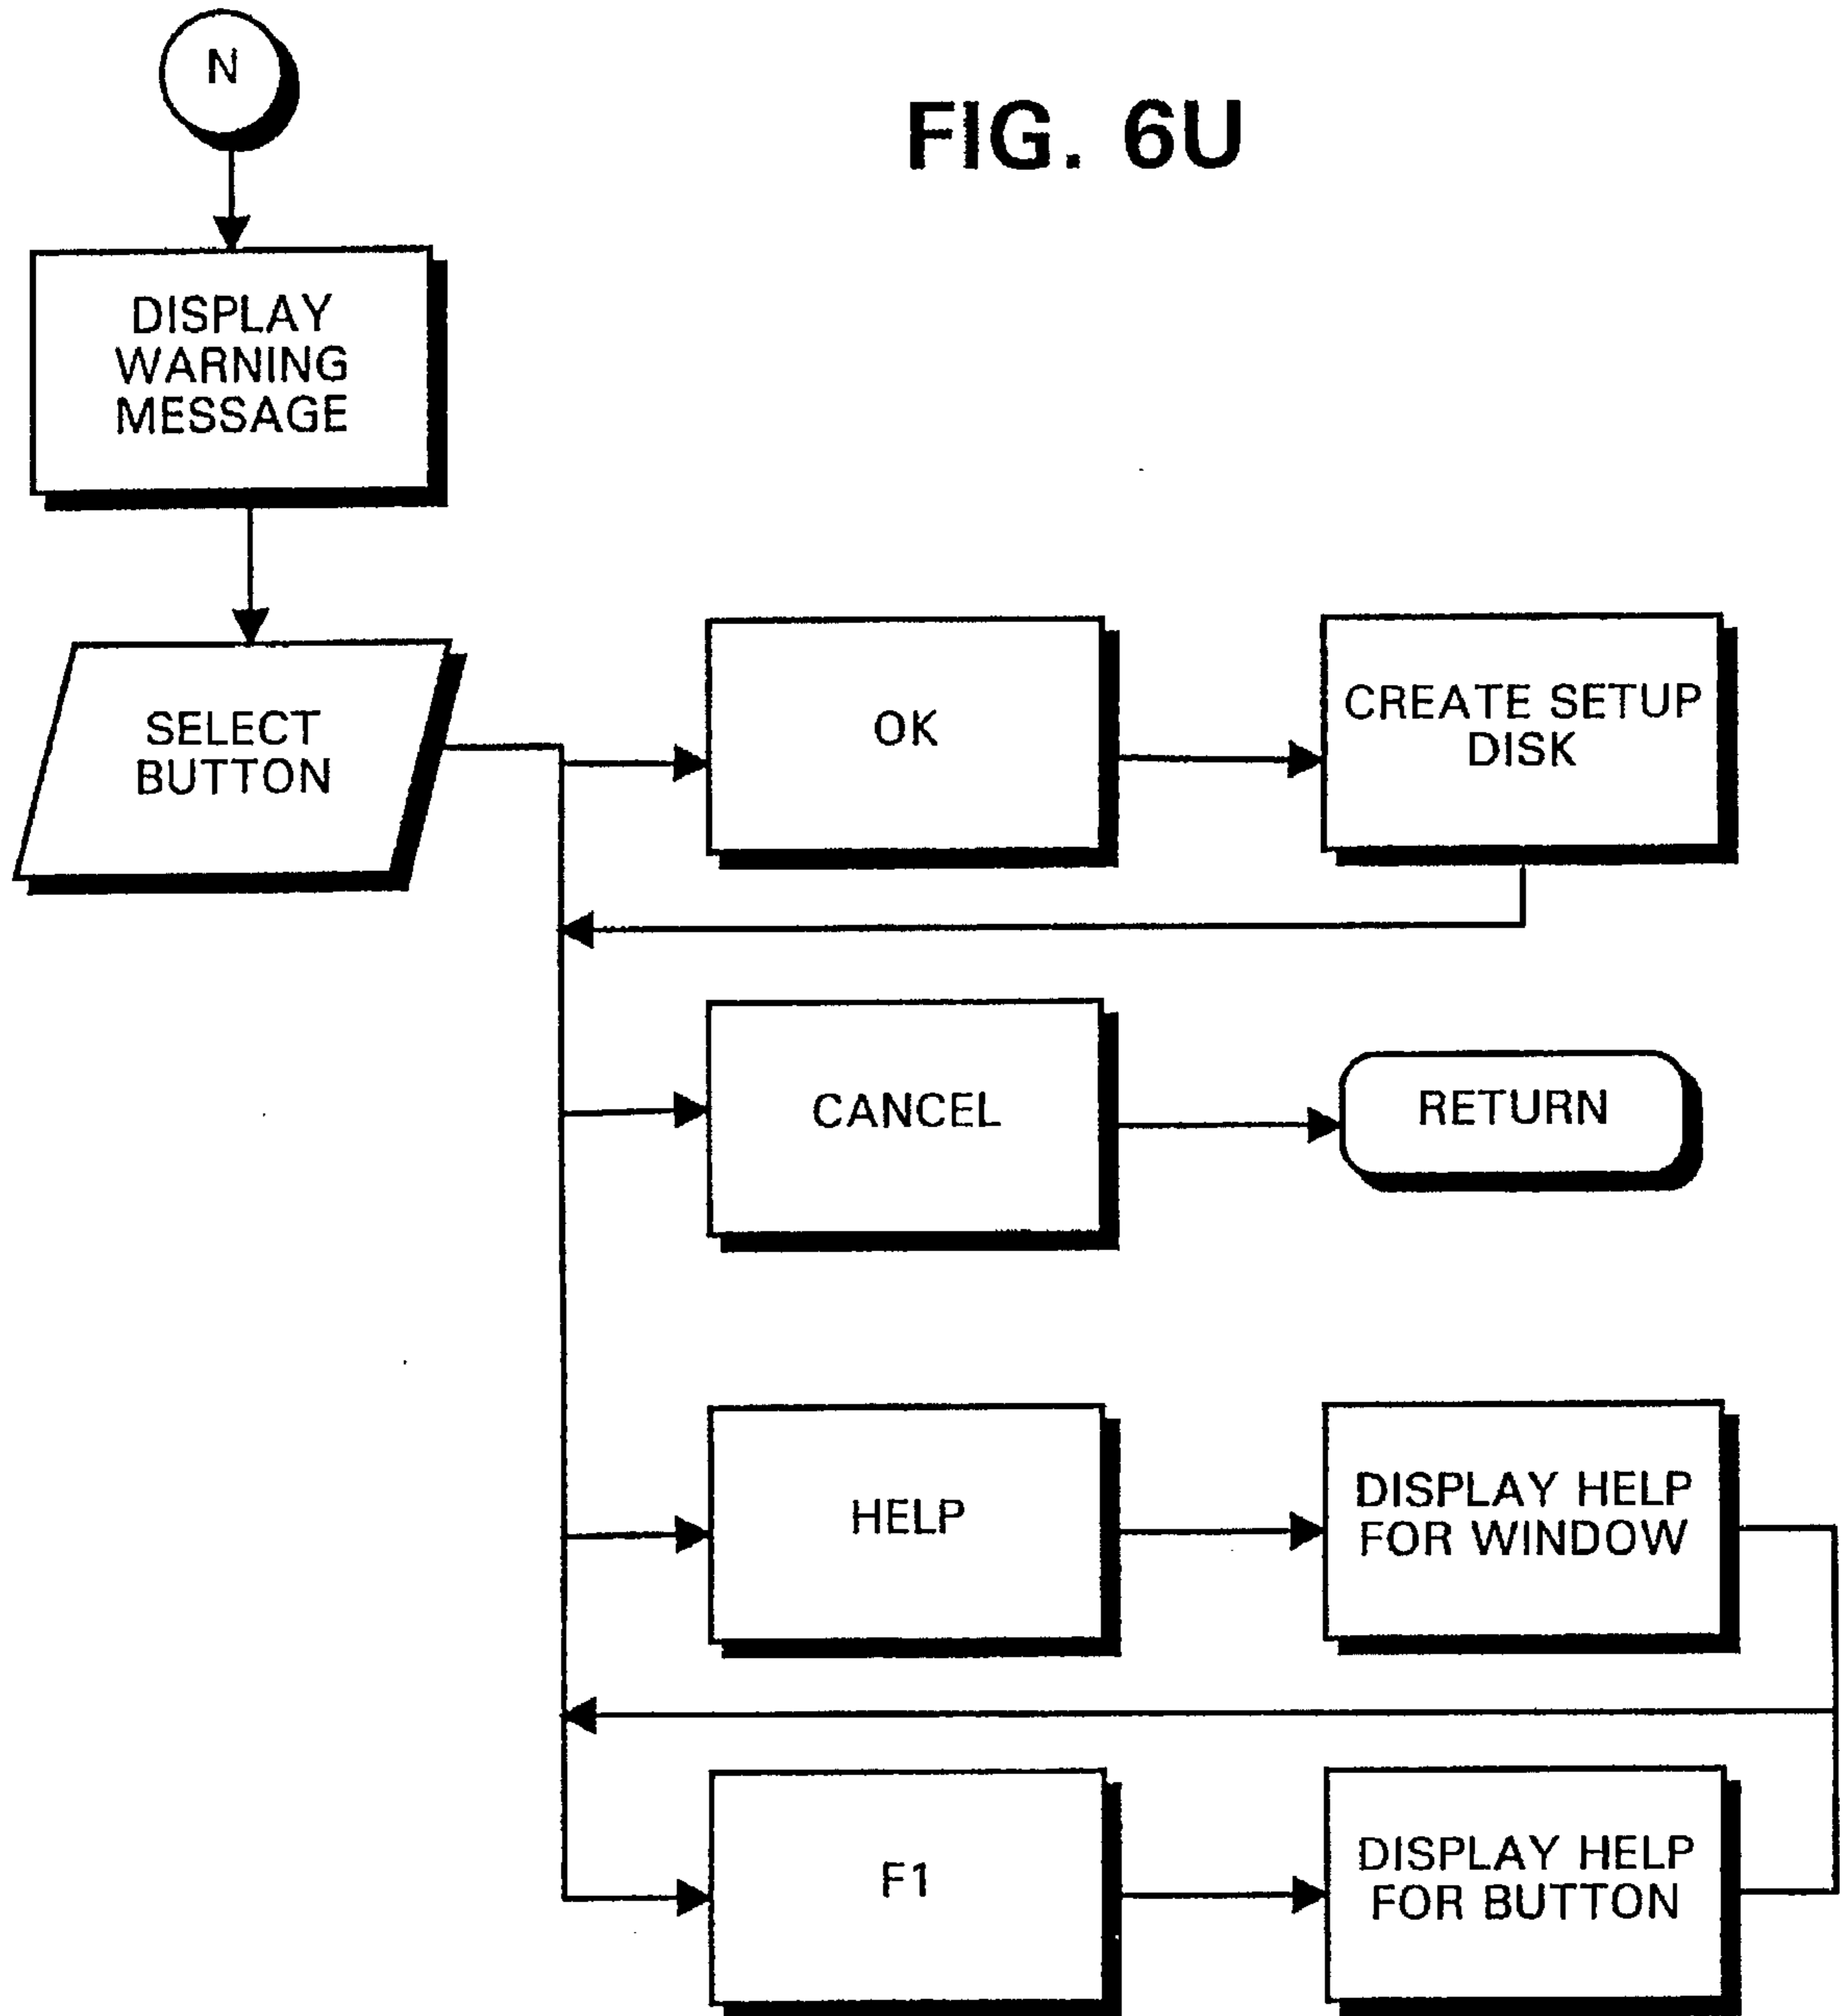 N
FIG. 6U
DISPLAY
WARNING
MESSAGE
SELECT
BUTTON
OK
CREATE SETUP
DISK
CANCEL
RETURN
HELP
DISPLAY HELP
FOR WINDOW
F1
DISPLAY HELP
FOR BUTTON